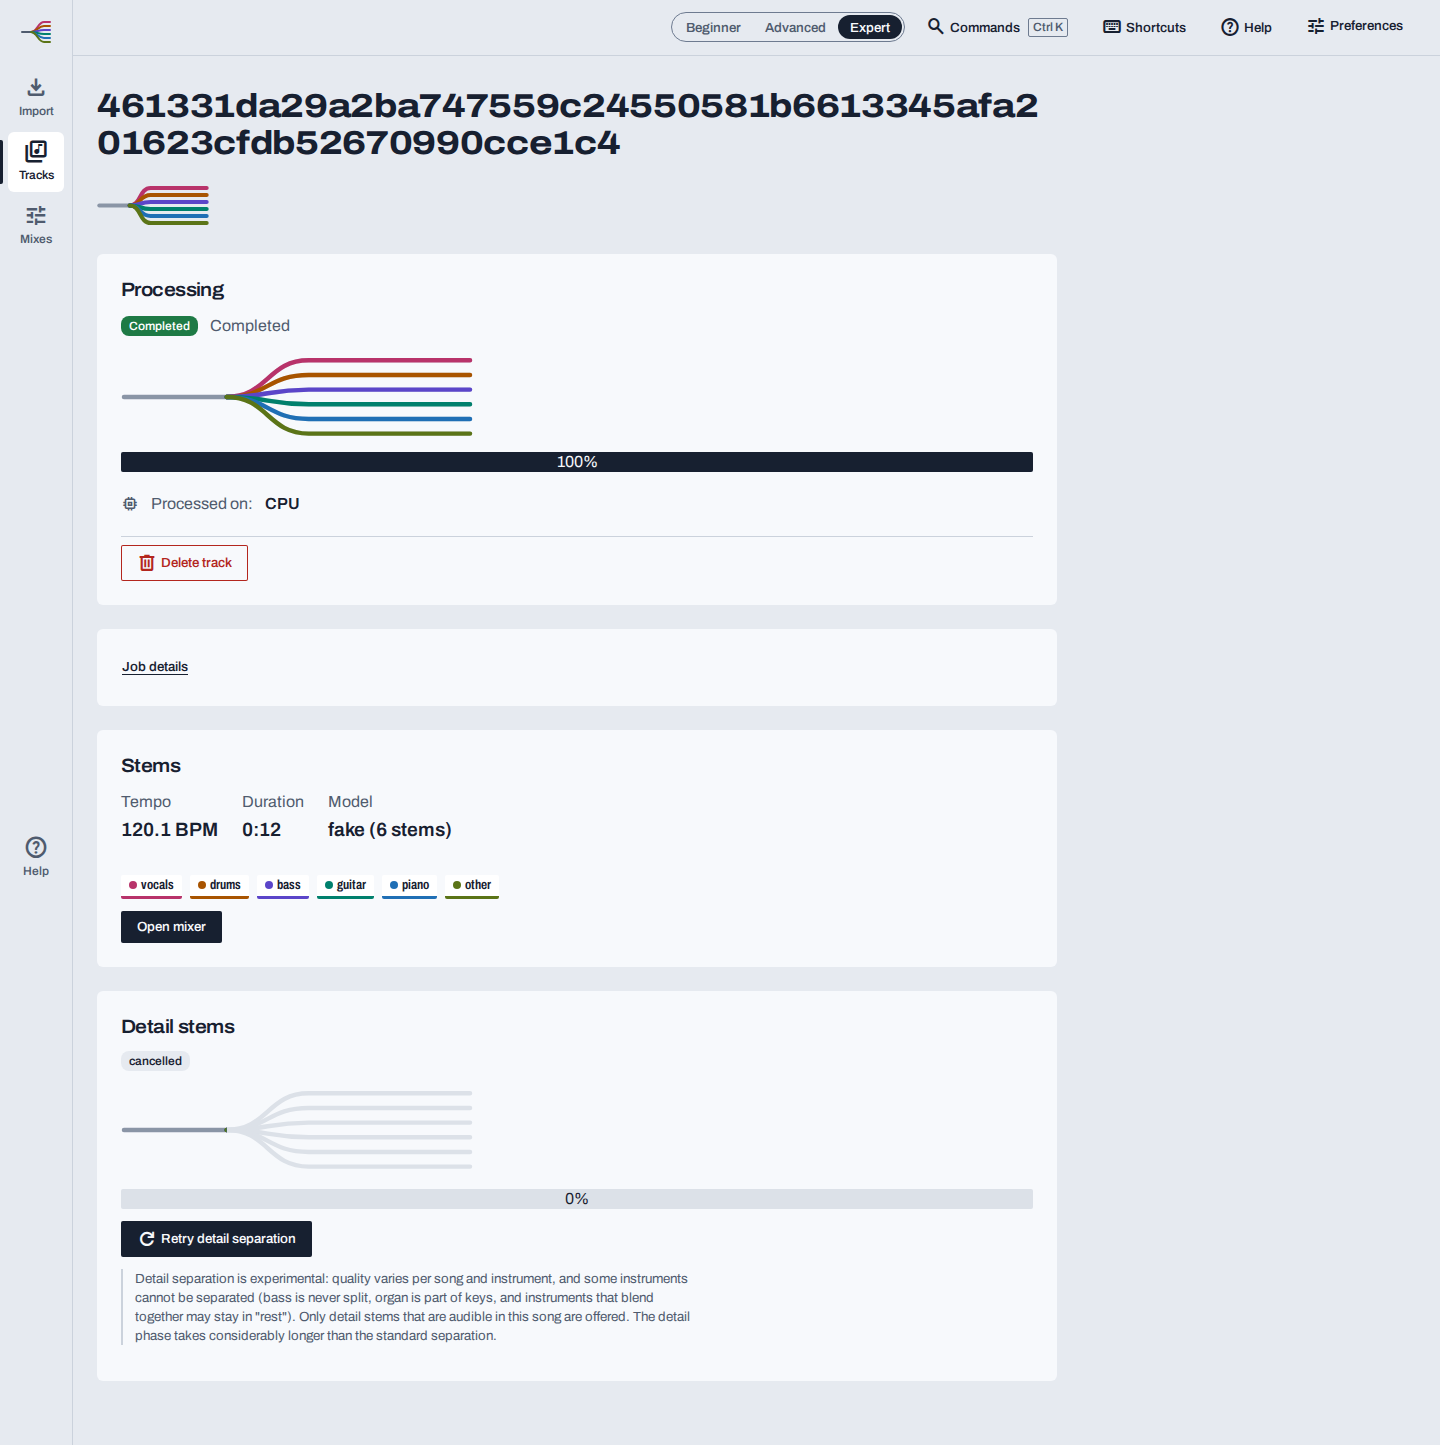 Beginner Advanced Expert Commands Ctrl K Shortcuts Help Preferences
Import
Tracks
Mixes
Help
461331da29a2ba747559c24550581b6613345afa2
01623cfdb52670990cce1c4
Processing
Completed Completed
100%
Processed on: CPU
Delete track
Job details
Stems
Tempo Duration Model
120.1 BPM 0:12 fake (6 stems)
vocals drums bass guitar piano other
Open mixer
Detail stems
cancelled
0%
Retry detail separation
Detail separation is experimental: quality varies per song and instrument, and some instruments
cannot be separated (bass is never split, organ is part of keys, and instruments that blend
together may stay in "rest"). Only detail stems that are audible in this song are offered. The detail
phase takes considerably longer than the standard separation.